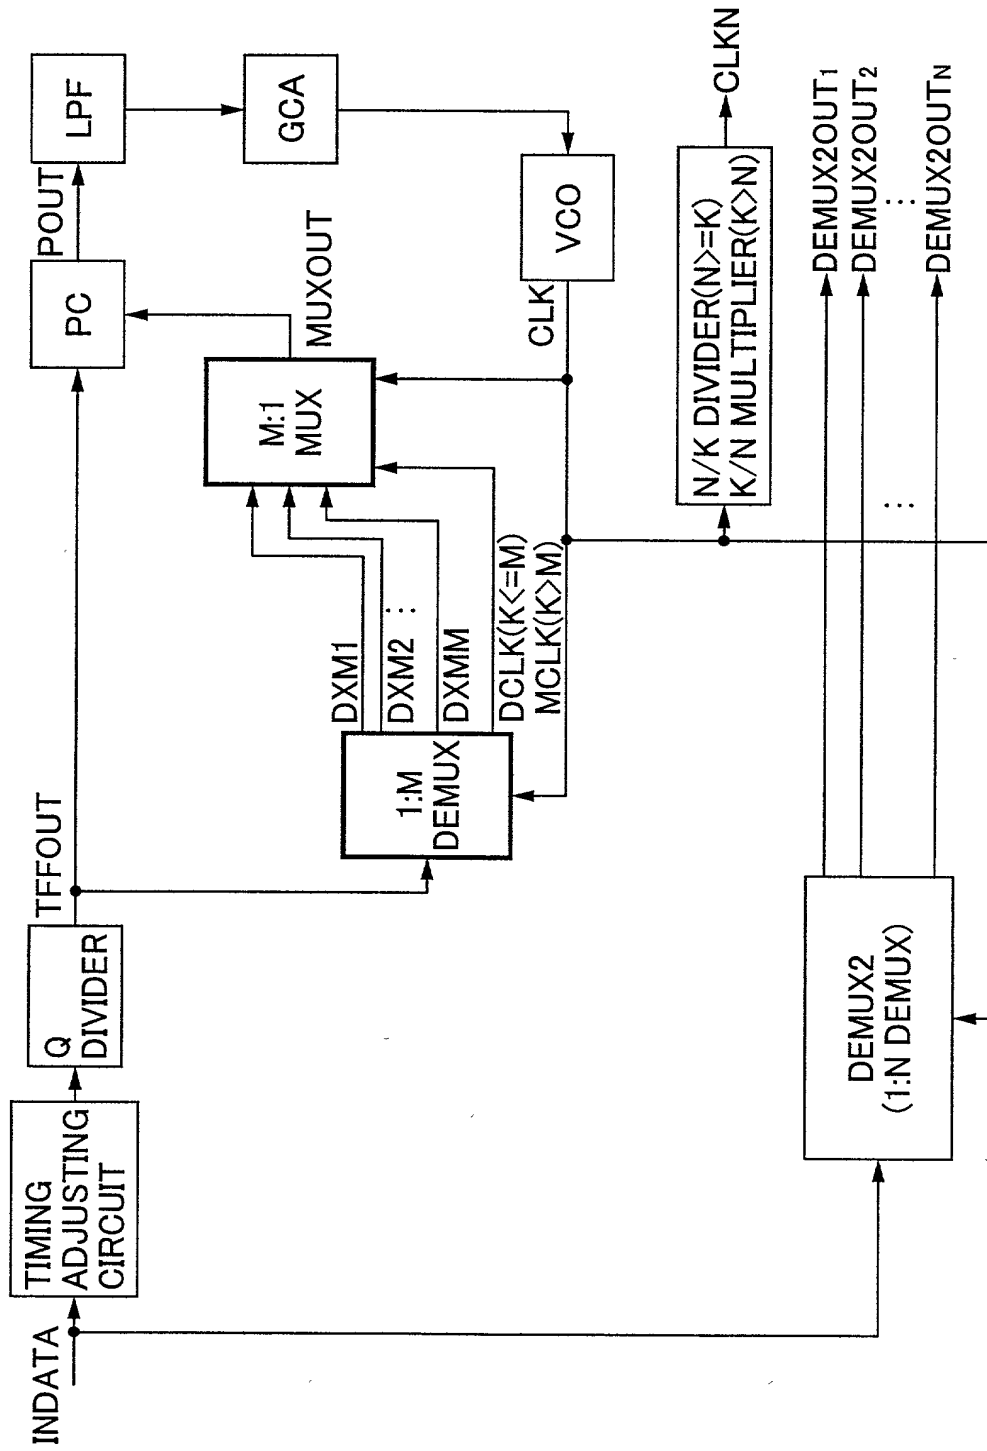 INDATA
TIMING
ADJUSTING
CIRCUIT
Q
DIVIDER
TFFOUT
PC
POUT
LPF
GCA
VCO
CLK
1:M
DEMUX
DXM1
DXM2
⋮
DXMM
DCLK(K<=M)
MCLK(K>M)
M:1
MUX
MUXOUT
N/K DIVIDER(N>=K)
K/N MULTIPLIER(K>N)
CLKN
DEMUX2
(1:N DEMUX)
⋮
DEMUX2OUT₁
DEMUX2OUT₂
⋮
DEMUX2OUTN